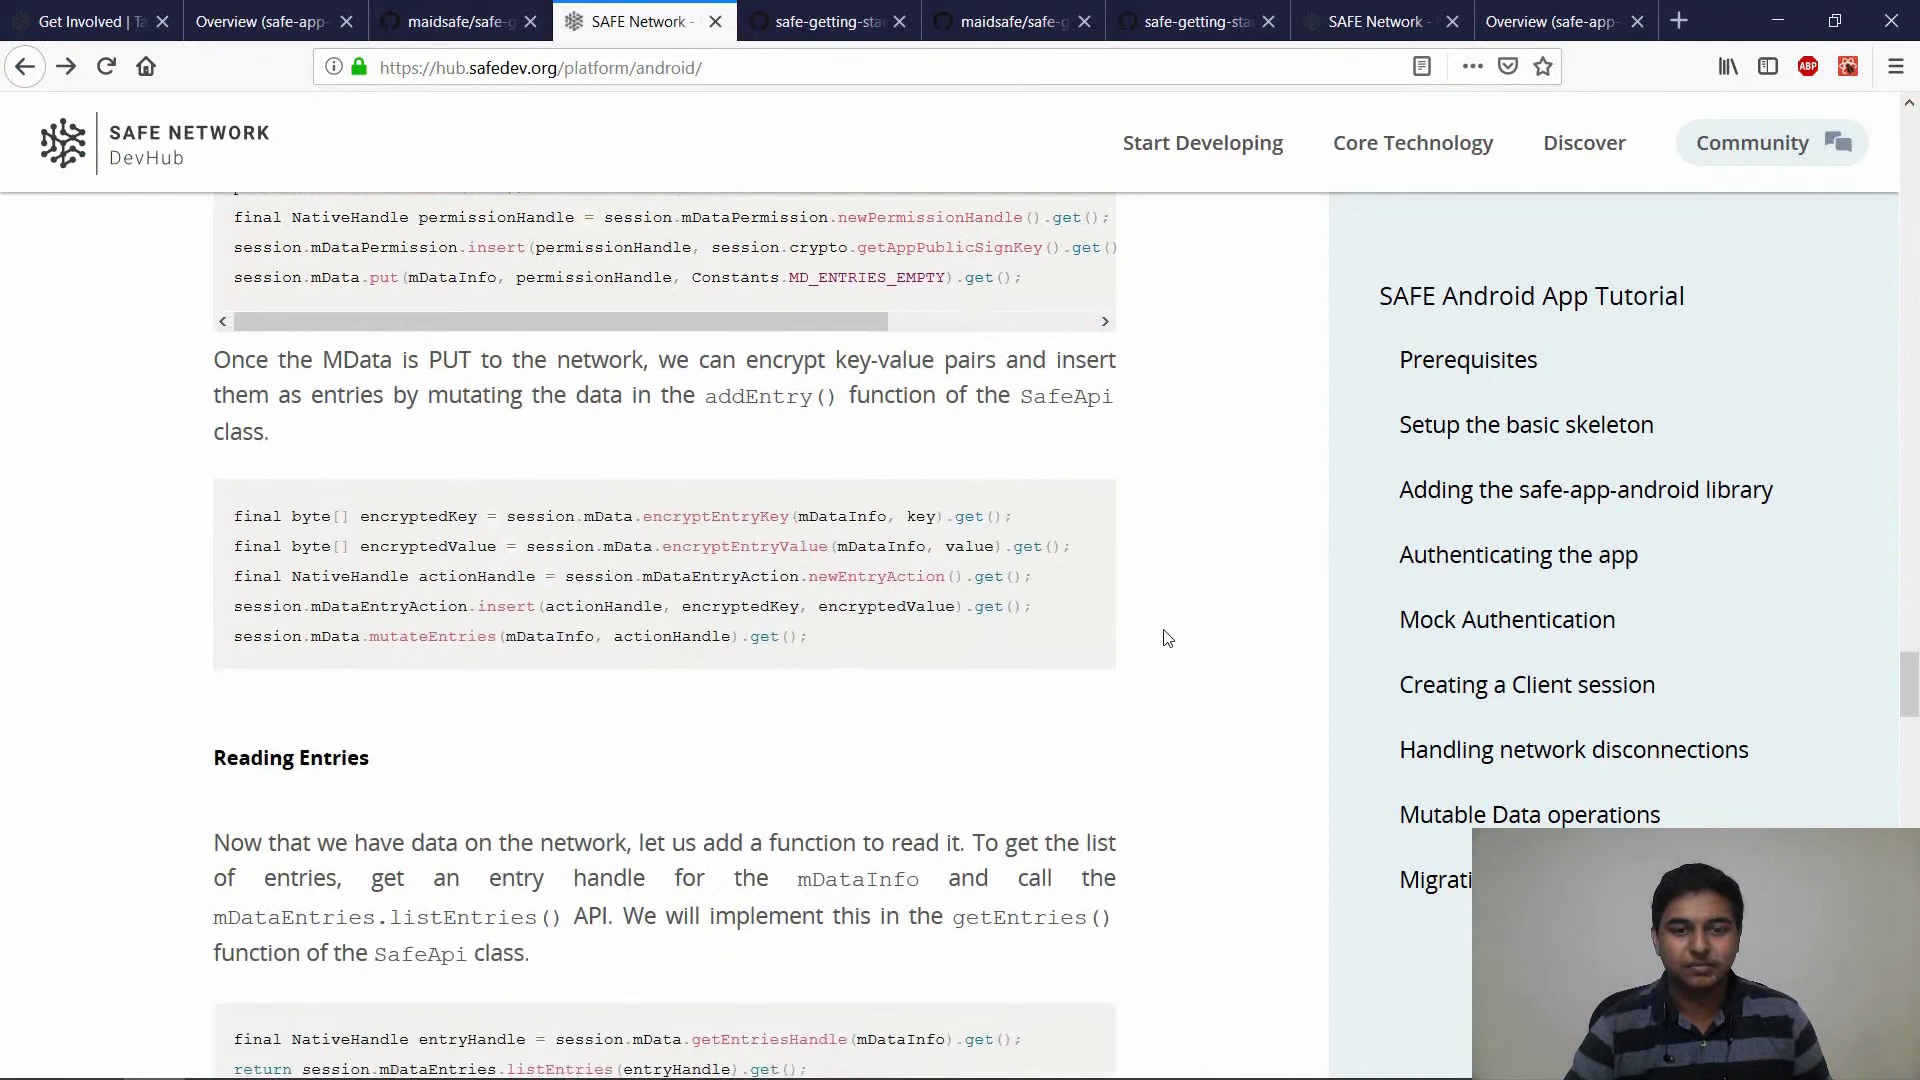 Get Involved | Ta
Overview (safe-app-
maidsafe/safe-g
SAFE Network -
safe-getting-sta
maidsafe/safe-g
safe-getting-sta
SAFE Network -
Overview (safe-app-
https://hub.safedev.org/platform/android/
ABP
SAFE NETWORK
DevHub
Start Developing
Core Technology
Discover
Community
final NativeHandle permissionHandle = session.mDataPermission.newPermissionHandle().get();
session.mDataPermission.insert(permissionHandle, session.crypto.getAppPublicSignKey().get()
session.mData.put(mDataInfo, permissionHandle, Constants.MD_ENTRIES_EMPTY).get();
Once the MData is PUT to the network, we can encrypt key-value pairs and insert
them as entries by mutating the data in the addEntry() function of the SafeApi
class.
final byte[] encryptedKey = session.mData.encryptEntryKey(mDataInfo, key).get();
final byte[] encryptedValue = session.mData.encryptEntryValue(mDataInfo, value).get();
final NativeHandle actionHandle = session.mDataEntryAction.newEntryAction().get();
session.mDataEntryAction.insert(actionHandle, encryptedKey, encryptedValue).get();
session.mData.mutateEntries(mDataInfo, actionHandle).get();
Reading Entries
Now that we have data on the network, let us add a function to read it. To get the list
of entries, get an entry handle for the mDataInfo and call the
mDataEntries.listEntries() API. We will implement this in the getEntries()
function of the SafeApi class.
final NativeHandle entryHandle = session.mData.getEntriesHandle(mDataInfo).get();
return session.mDataEntries.listEntries(entryHandle).get();
SAFE Android App Tutorial
Prerequisites
Setup the basic skeleton
Adding the safe-app-android library
Authenticating the app
Mock Authentication
Creating a Client session
Handling network disconnections
Mutable Data operations
Migrati